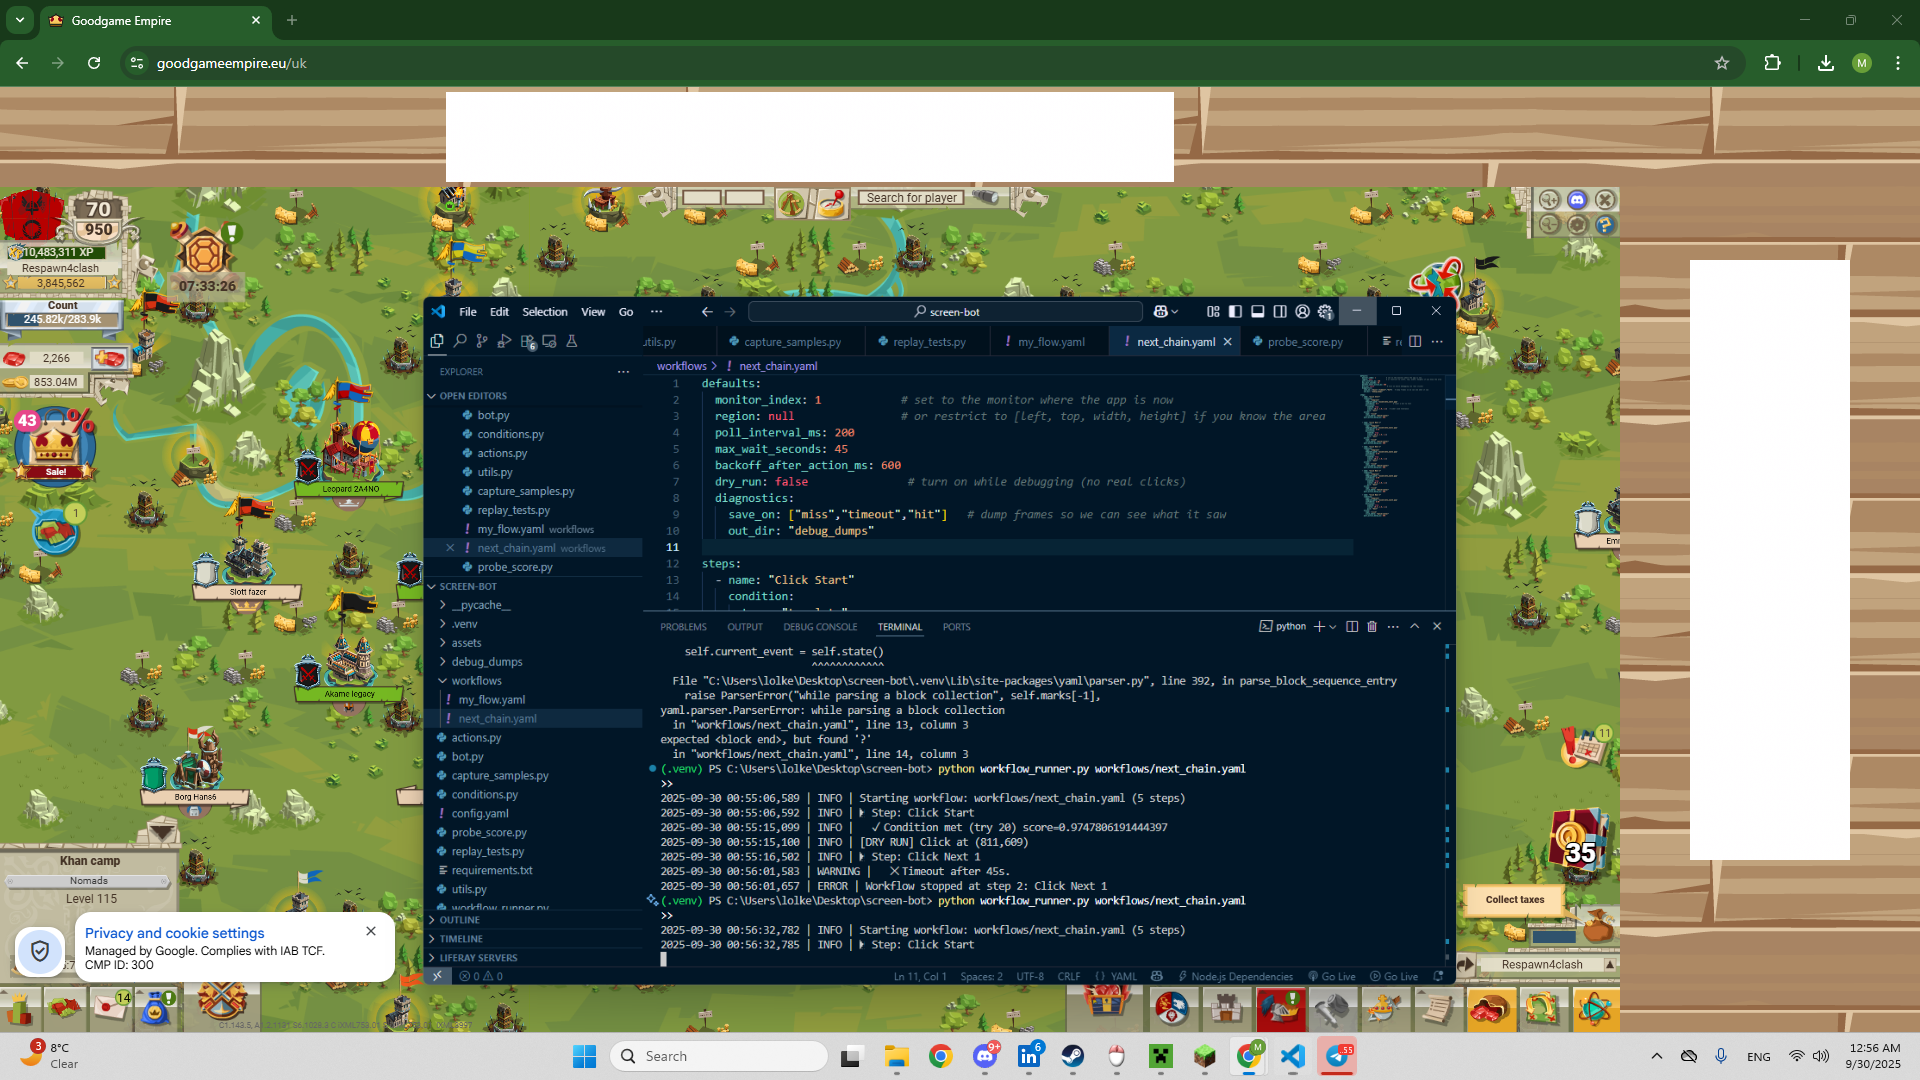 Goodgame Empire
goodgameempire.eu/uk
M
70
950
10,483,311 XP
Respawn4clash
3,845,562
Count
245.82k/283.9k
2,266
853.04M
07:33:26
43
Sale!
1
Search for player
Leopard 2A4NO
Slott fazer
Akame legacy
Borg Hans6
Khan camp
Nomads
Level 115
Privacy and cookie settings
Managed by Google. Complies with IAB TCF.
CMP ID: 300
14
File Edit Selection View Go ···
screen-bot
6
1
utils.py
capture_samples.py
replay_tests.py
! my_flow.yaml
! next_chain.yaml
probe_score.py
EXPLORER
OPEN EDITORS
bot.py
conditions.py
actions.py
utils.py
capture_samples.py
replay_tests.py
! my_flow.yaml workflows
! next_chain.yaml workflows
probe_score.py
SCREEN-BOT
__pycache__
.venv
assets
debug_dumps
workflows
! my_flow.yaml
! next_chain.yaml
actions.py
bot.py
capture_samples.py
conditions.py
! config.yaml
probe_score.py
replay_tests.py
requirements.txt
utils.py
workflow_runner.py
OUTLINE
TIMELINE
LIFERAY SERVERS
workflows > ! next_chain.yaml
1 defaults:
2 monitor_index: 1 # set to the monitor where the app is now
3 region: null # or restrict to [left, top, width, height] if you know the area
4 poll_interval_ms: 200
5 max_wait_seconds: 45
6 backoff_after_action_ms: 600
7 dry_run: false # turn on while debugging (no real clicks)
8 diagnostics:
9 save_on: ["miss","timeout","hit"] # dump frames so we can see what it saw
10 out_dir: "debug_dumps"
11
12 steps:
13 - name: "Click Start"
14 condition:
PROBLEMS OUTPUT DEBUG CONSOLE TERMINAL PORTS
python
self.current_event = self.state()
^^^^^^^^^^^^
File "C:\Users\lolke\Desktop\screen-bot\.venv\Lib\site-packages\yaml\parser.py", line 392, in parse_block_sequence_entry
raise ParserError("while parsing a block collection", self.marks[-1],
yaml.parser.ParserError: while parsing a block collection
in "workflows/next_chain.yaml", line 13, column 3
expected <block end>, but found '?'
in "workflows/next_chain.yaml", line 14, column 3
(.venv) PS C:\Users\lolke\Desktop\screen-bot> python workflow_runner.py workflows/next_chain.yaml
>>
2025-09-30 00:55:06,589 | INFO | Starting workflow: workflows/next_chain.yaml (5 steps)
2025-09-30 00:55:06,592 | INFO | Step: Click Start
2025-09-30 00:55:15,099 | INFO | ✓Condition met (try 20) score=0.9747806191444397
2025-09-30 00:55:15,100 | INFO | [DRY RUN] Click at (811,609)
2025-09-30 00:55:16,502 | INFO | Step: Click Next 1
2025-09-30 00:56:01,583 | WARNING | ✕Timeout after 45s.
2025-09-30 00:56:01,657 | ERROR | Workflow stopped at step 2: Click Next 1
(.venv) PS C:\Users\lolke\Desktop\screen-bot> python workflow_runner.py workflows/next_chain.yaml
>>
2025-09-30 00:56:32,782 | INFO | Starting workflow: workflows/next_chain.yaml (5 steps)
2025-09-30 00:56:32,785 | INFO | Step: Click Start
0 0
Ln 11, Col 1 Spaces: 2 UTF-8 CRLF YAML Node.js Dependencies Go Live Go Live
11
35
Collect taxes
Respawn4clash
3
8°C
Clear
Search
9+
6
M
55
ENG
12:56 AM
9/30/2025